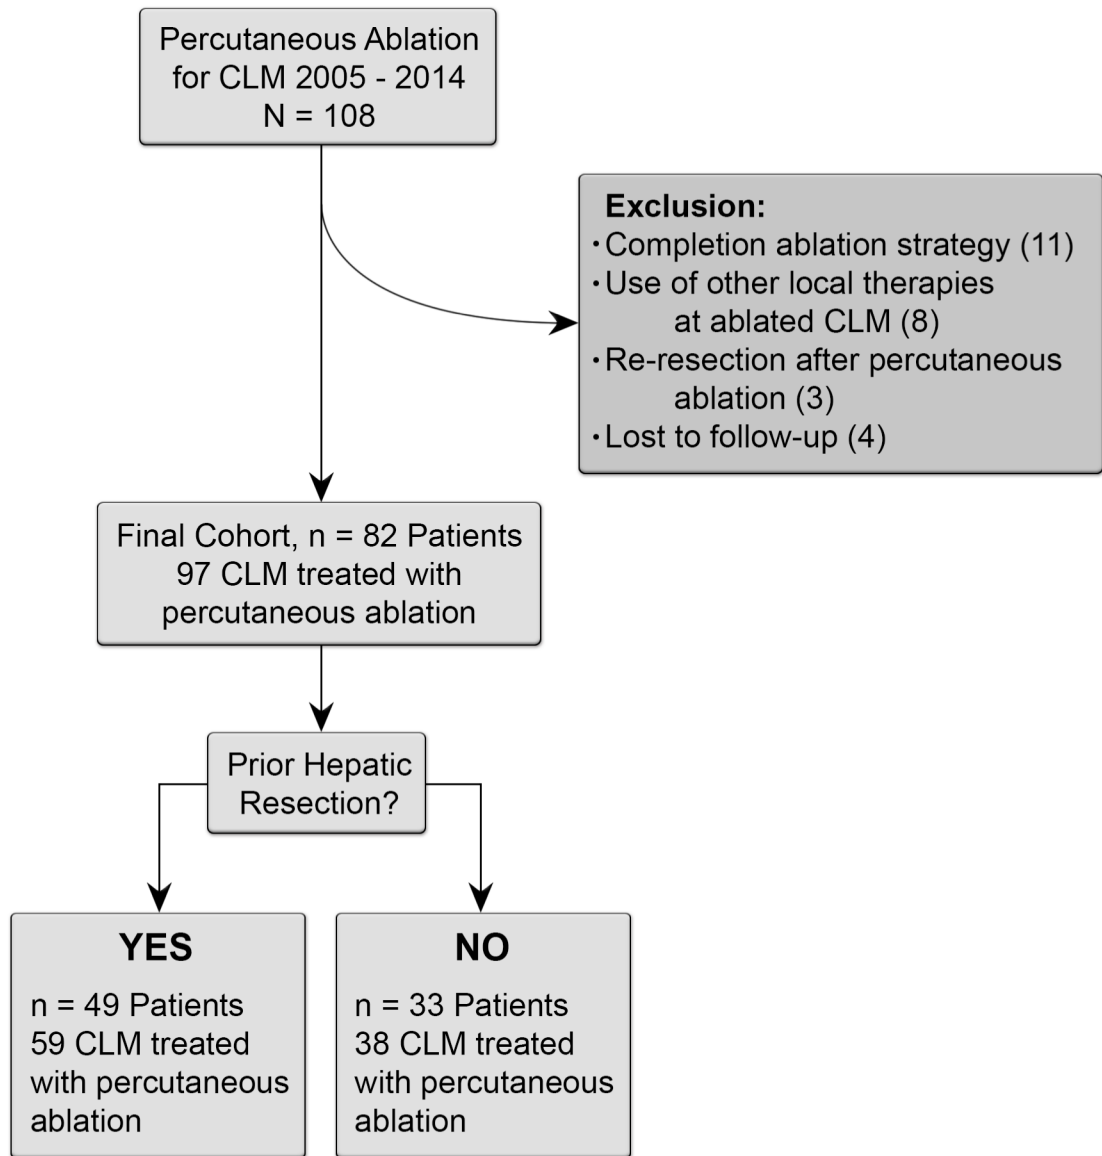 Percutaneous Ablation
for CLM 2005 - 2014
N = 108
Exclusion:
·Completion ablation strategy (11)
·Use of other local therapies
at ablated CLM (8)
·Re-resection after percutaneous
ablation (3)
·Lost to follow-up (4)
Final Cohort, n = 82 Patients
97 CLM treated with
percutaneous ablation
Prior Hepatic
Resection?
YES
n = 49 Patients
59 CLM treated
with percutaneous
ablation
NO
n = 33 Patients
38 CLM treated
with percutaneous
ablation